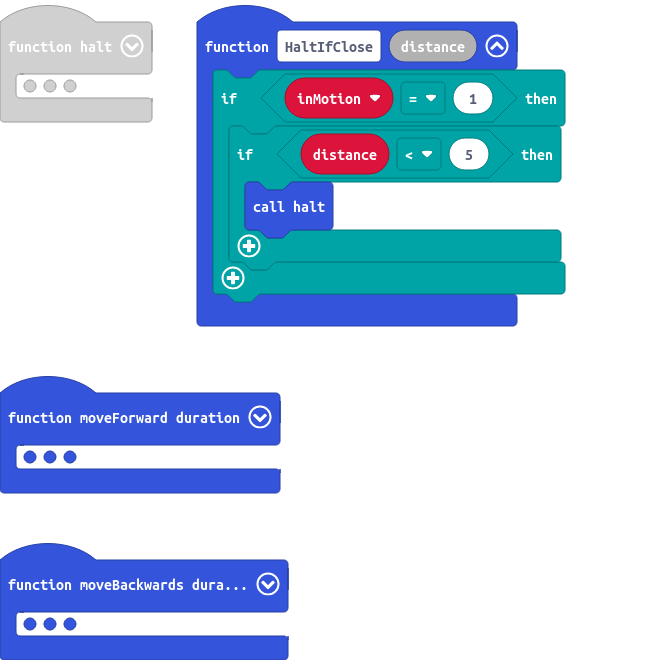 function halt
function HaltIfClose distance
if inMotion = 1 then
if distance < 5 then
call halt
function moveForward duration
function moveBackwards dura...